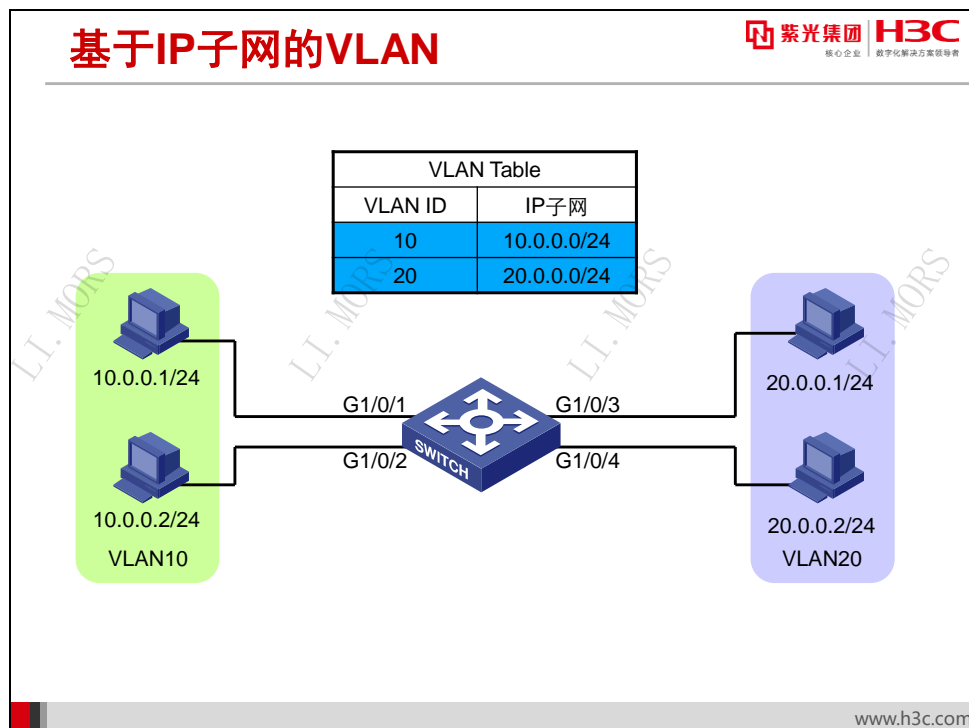 基于IP子网的VLAN
紫光集团
核心企业
H3C
数字化解决方案领导者
VLAN Table
VLAN ID IP子网
10 10.0.0.0/24
20 20.0.0.0/24
LI. MORS
LI. MORS
LI. MORS
LI. MORS
10.0.0.1/24
20.0.0.1/24
G1/0/1
G1/0/3
SWITCH
G1/0/2
G1/0/4
10.0.0.2/24
20.0.0.2/24
VLAN10
VLAN20
www.h3c.com